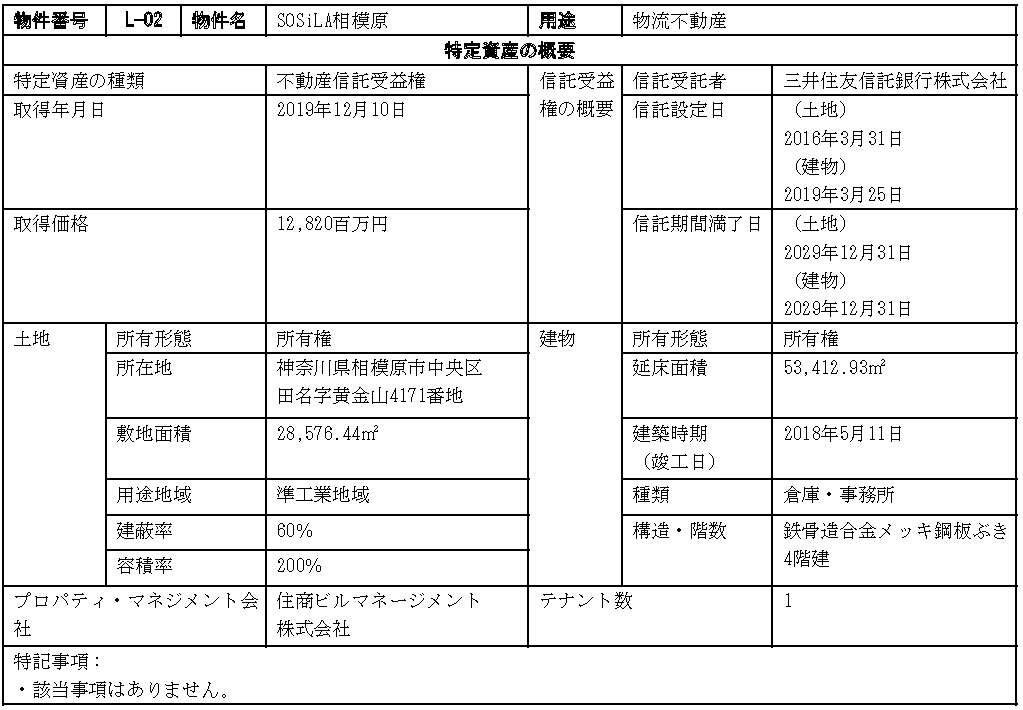 物件番号 L-02 物件名 SOSiLA相模原 用途 物流不動産
特定資産の概要
特定資産の種類 不動産信託受益権 信託受益 信託受託者 三井住友信託銀行株式会社
取得年月日 2019年12月10日 権の概要 信託設定日 （土地）
2016年3月31日
（建物）
2019年3月25日
取得価格 12,820百万円 信託期間満了日 （土地）
2029年12月31日
（建物）
2029年12月31日
土地 所有形態 所有権 建物 所有形態 所有権
所在地 神奈川県相模原市中央区 延床面積 53,412.93㎡
田名字黄金山4171番地
敷地面積 28,576.44㎡ 建築時期 2018年5月11日
（竣工日）
用途地域 準工業地域 種類 倉庫・事務所
建蔽率 60% 構造・階数 鉄骨造合金メッキ鋼板ぶき
4階建
容積率 200%
プロパティ・マネジメント会 住商ビルマネージメント テナント数 1
社 株式会社
特記事項：
・該当事項はありません。